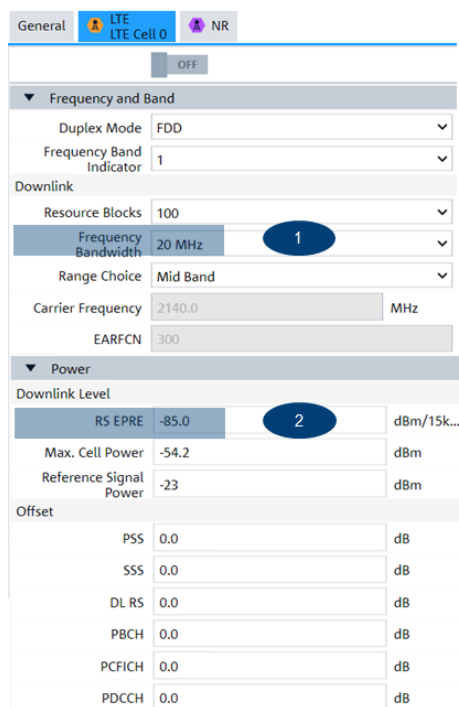 General
LTE
LTE Cell 0
NR
OFF
Frequency and Band
Duplex Mode FDD
Frequency Band
Indicator 1
Downlink
Resource Blocks 100
Frequency
Bandwidth 20 MHz 1
Range Choice Mid Band
Carrier Frequency 2140.0 MHz
EARFCN 300
Power
Downlink Level
RS EPRE -85.0 2 dBm/15k...
Max. Cell Power -54.2 dBm
Reference Signal
Power -23 dBm
Offset
PSS 0.0 dB
SSS 0.0 dB
DL RS 0.0 dB
PBCH 0.0 dB
PCFICH 0.0 dB
PDCCH 0.0 dB